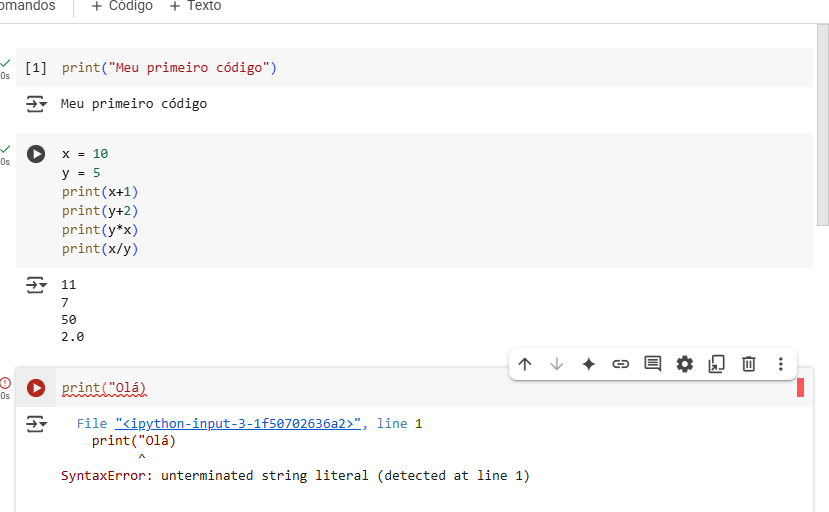 omandos + Código + Texto
0s [1] print("Meu primeiro código")
Meu primeiro código
0s x = 10
y = 5
print(x+1)
print(y+2)
print(y*x)
print(x/y)
11
7
50
2.0
0s print("Olá)
File "<ipython-input-3-1f50702636a2>", line 1
print("Olá)
^
SyntaxError: unterminated string literal (detected at line 1)